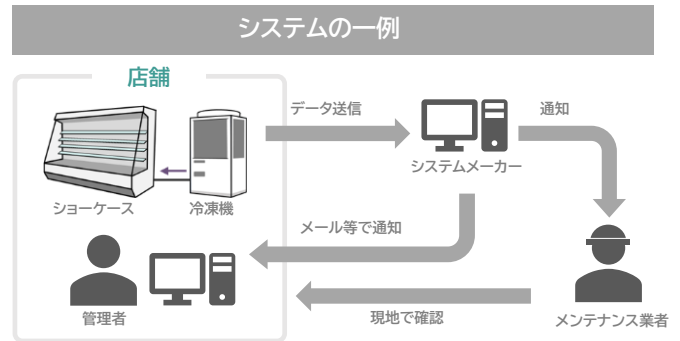 システムの一例
店舗
データ送信
通知
システムメーカー
ショーケース
冷凍機
メール等で通知
管理者
現地で確認
メンテナンス業者